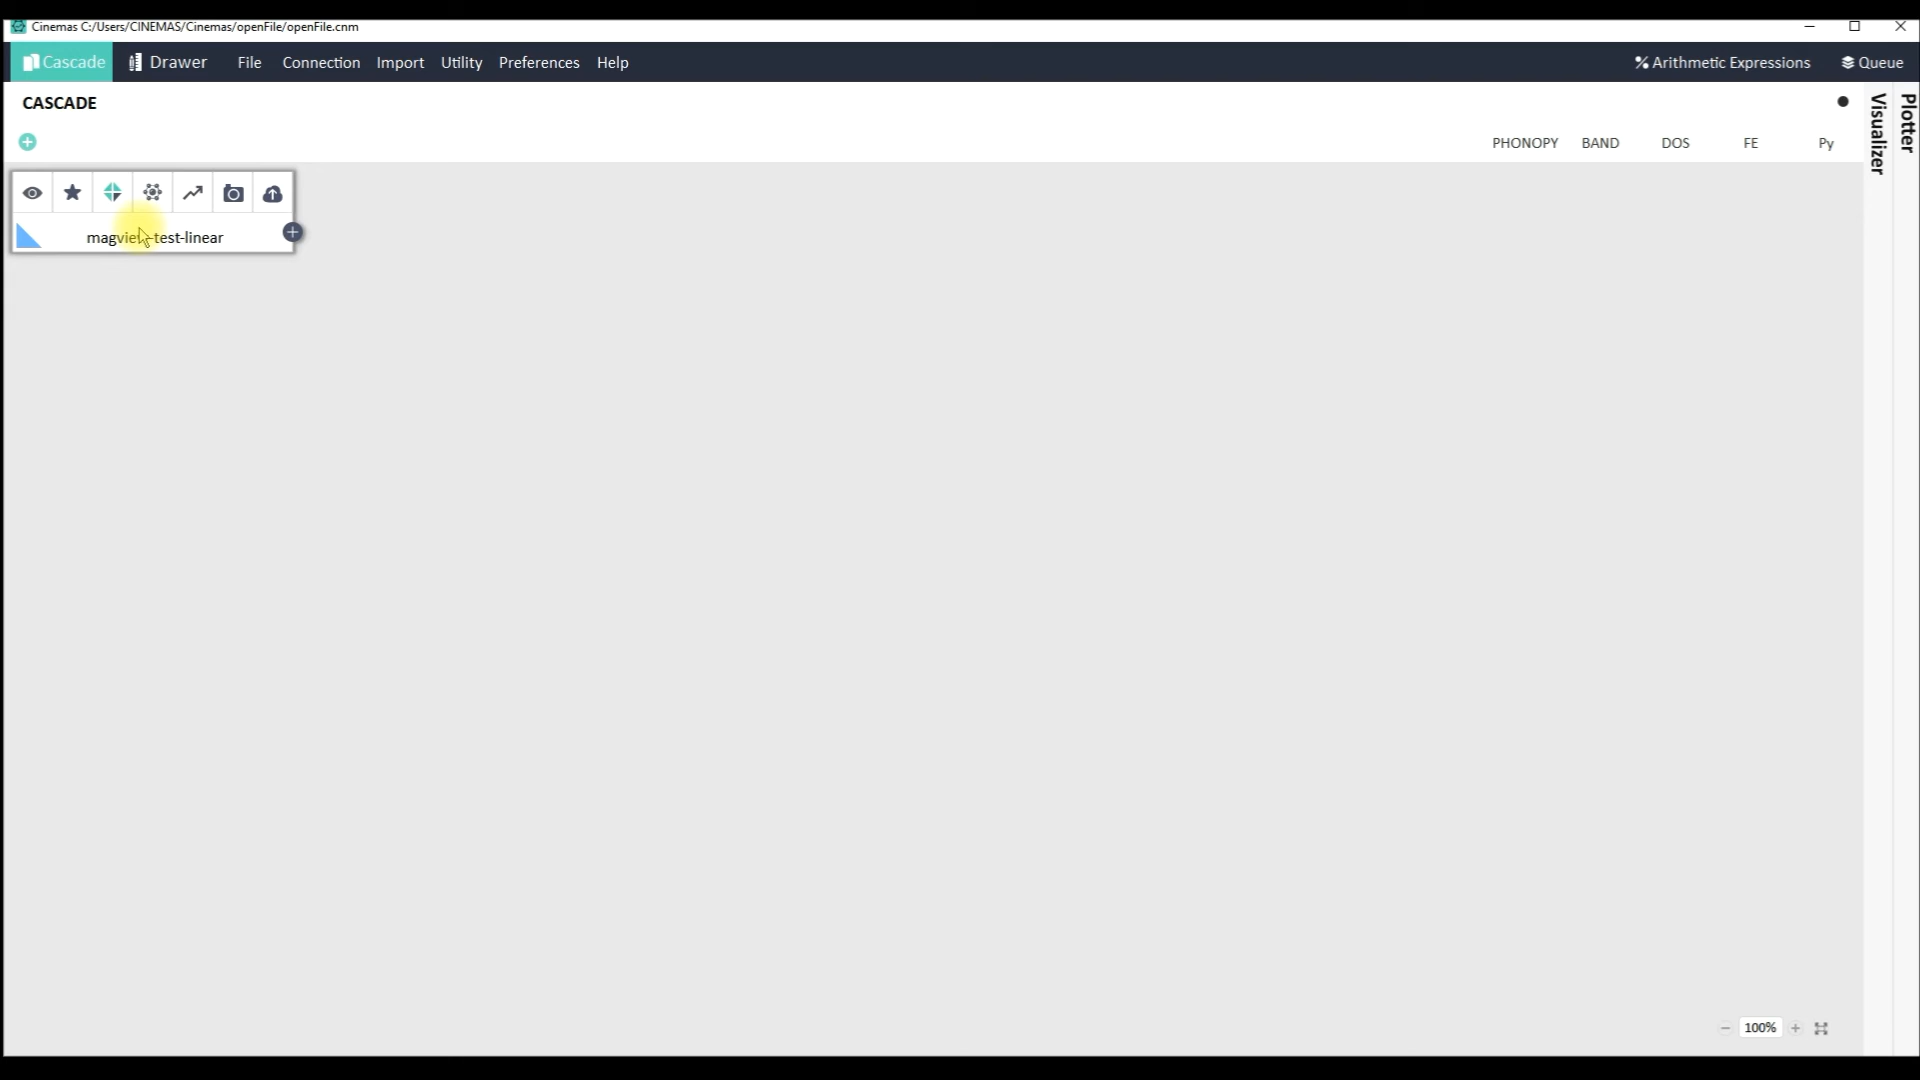 Cinemas C:/Users/CINEMAS/Cinemas/openFile/openFile.cnm
Cascade Drawer File Connection Import Utility Preferences Help Arithmetic Expressions Queue
CASCADE
PHONOPY BAND DOS FE Py
Visualizer
Plotter
magview-test-linear
100%